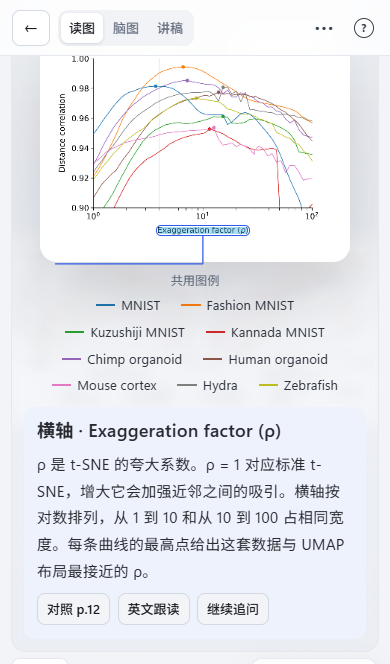 ←
读图 脑图 讲稿
... ?
1.00
0.98
0.96
0.94
0.92
0.90
Distance correlation
10⁰ 10¹ 10²
Exaggeration factor (ρ)
共用图例
MNIST Fashion MNIST
Kuzushiji MNIST Kannada MNIST
Chimp organoid Human organoid
Mouse cortex Hydra Zebrafish
横轴 · Exaggeration factor (ρ)
ρ 是 t-SNE 的夸大系数。ρ = 1 对应标准 t-
SNE，增大它会加强近邻之间的吸引。横轴按
对数排列，从 1 到 10 和从 10 到 100 占相同宽
度。每条曲线的最高点给出这套数据与 UMAP
布局最接近的 ρ。
对照 p.12 英文跟读 继续追问